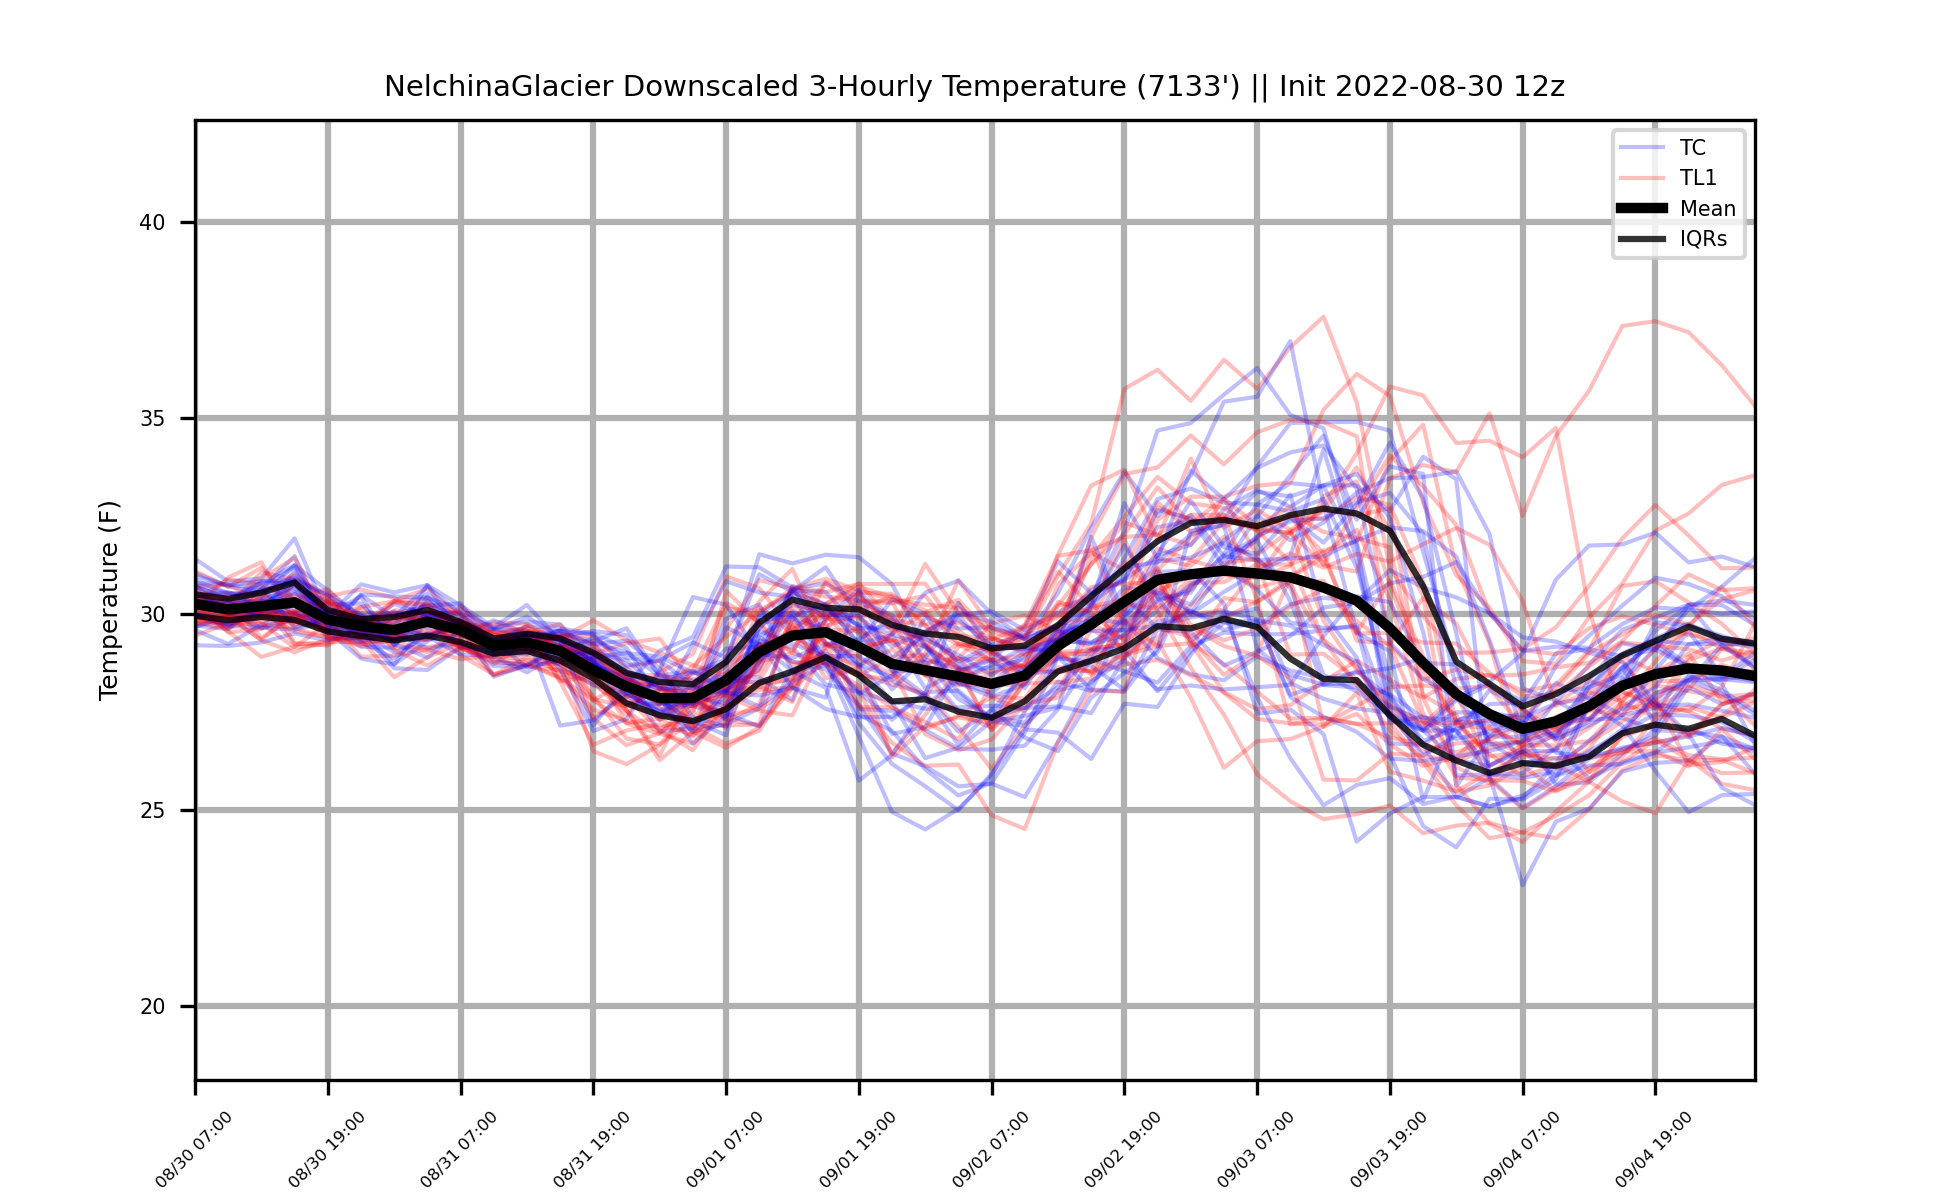 NelchinaGlacier Downscaled 3-Hourly Temperature (7133') || Init 2022-08-30 12z
TC
TL1
Mean
IQRs
Temperature (F)
40
35
30
25
20
08/30 07:00
08/30 19:00
08/31 07:00
08/31 19:00
09/01 07:00
09/01 19:00
09/02 07:00
09/02 19:00
09/03 07:00
09/03 19:00
09/04 07:00
09/04 19:00